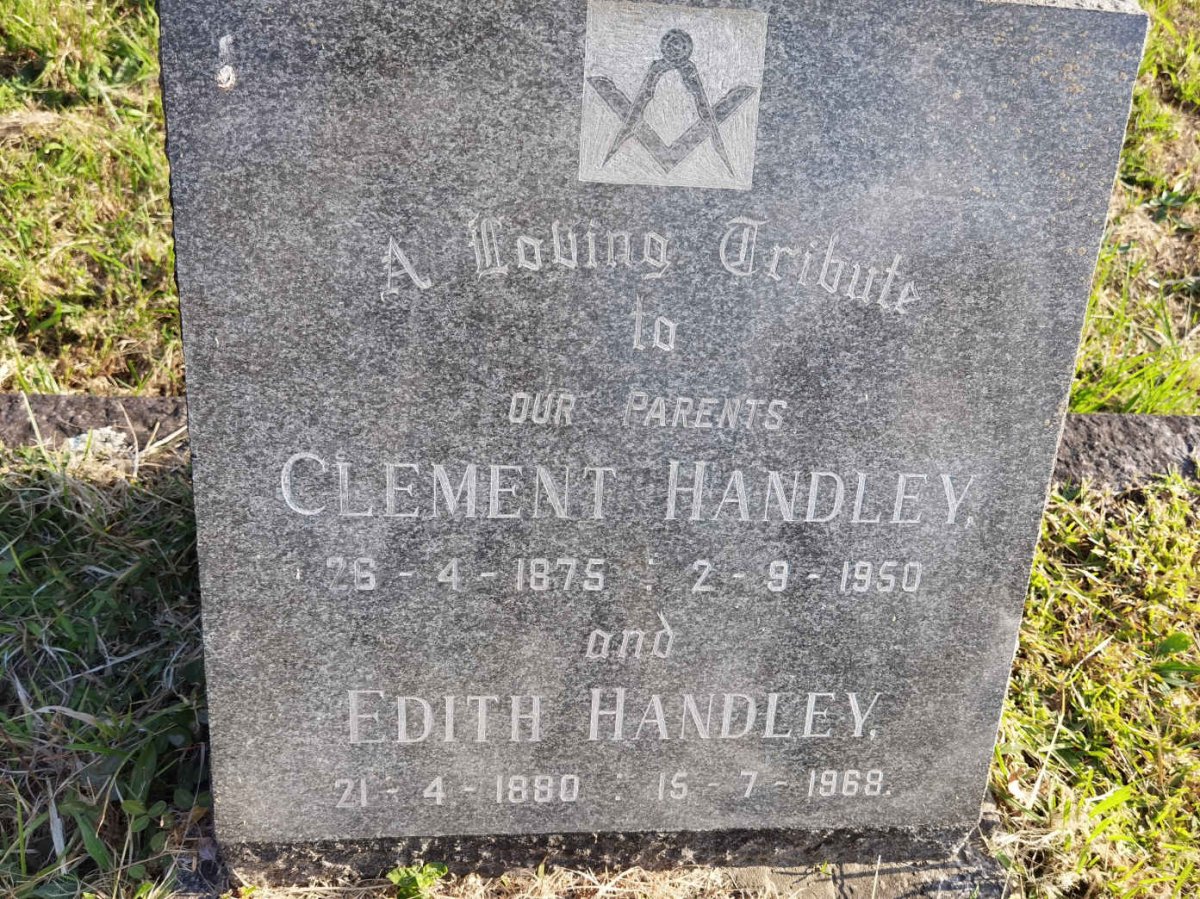 A Loving Tribute
to
OUR PARENTS
CLEMENT HANDLEY,
26 - 4 - 1875 : 2 - 9 - 1950
and
EDITH HANDLEY,
21 - 4 - 1880 : 15 - 7 - 1968.